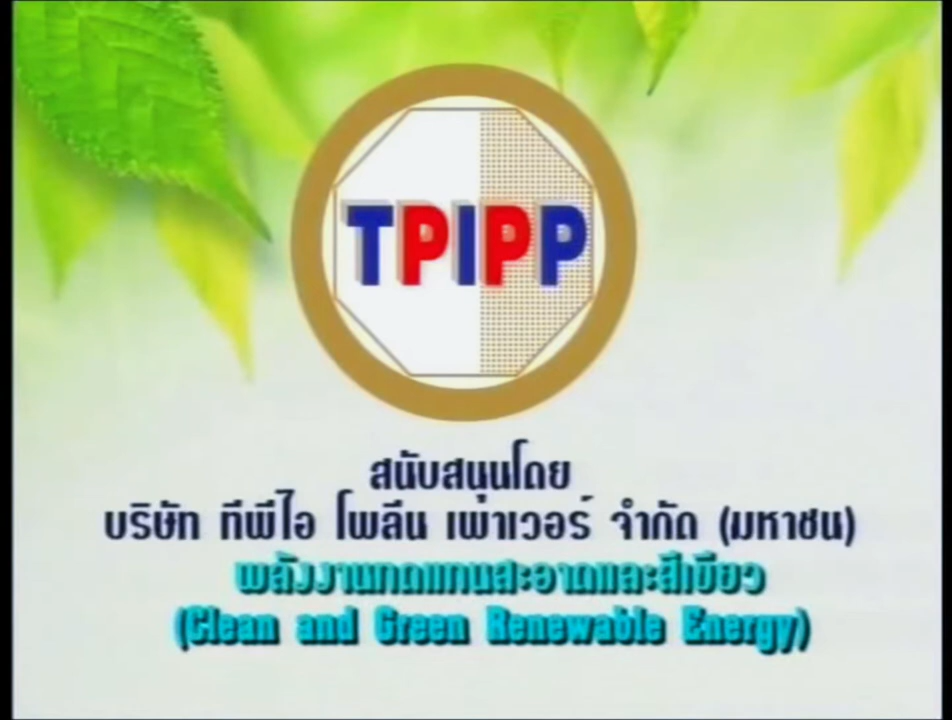 TPIPP
สนับสนุนโดย
บริษัท ทีพีไอ โพลีน เพาเวอร์ จำกัด (มหาชน)
พลังงานทดแทนสะอาดและสีเขียว
(Clean and Green Renewable Energy)